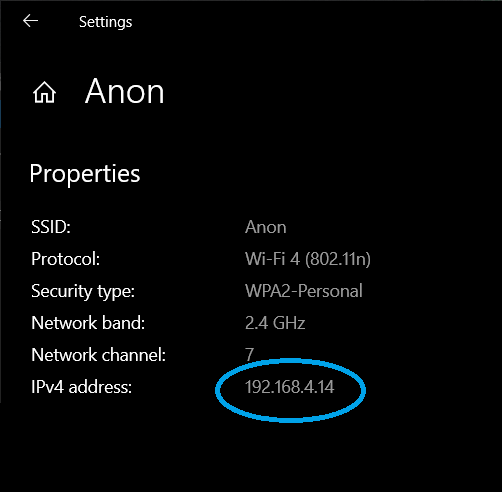 Settings
Anon
Properties
SSID: Anon
Protocol: Wi-Fi 4 (802.11n)
Security type: WPA2-Personal
Network band: 2.4 GHz
Network channel: 7
IPv4 address: 192.168.4.14